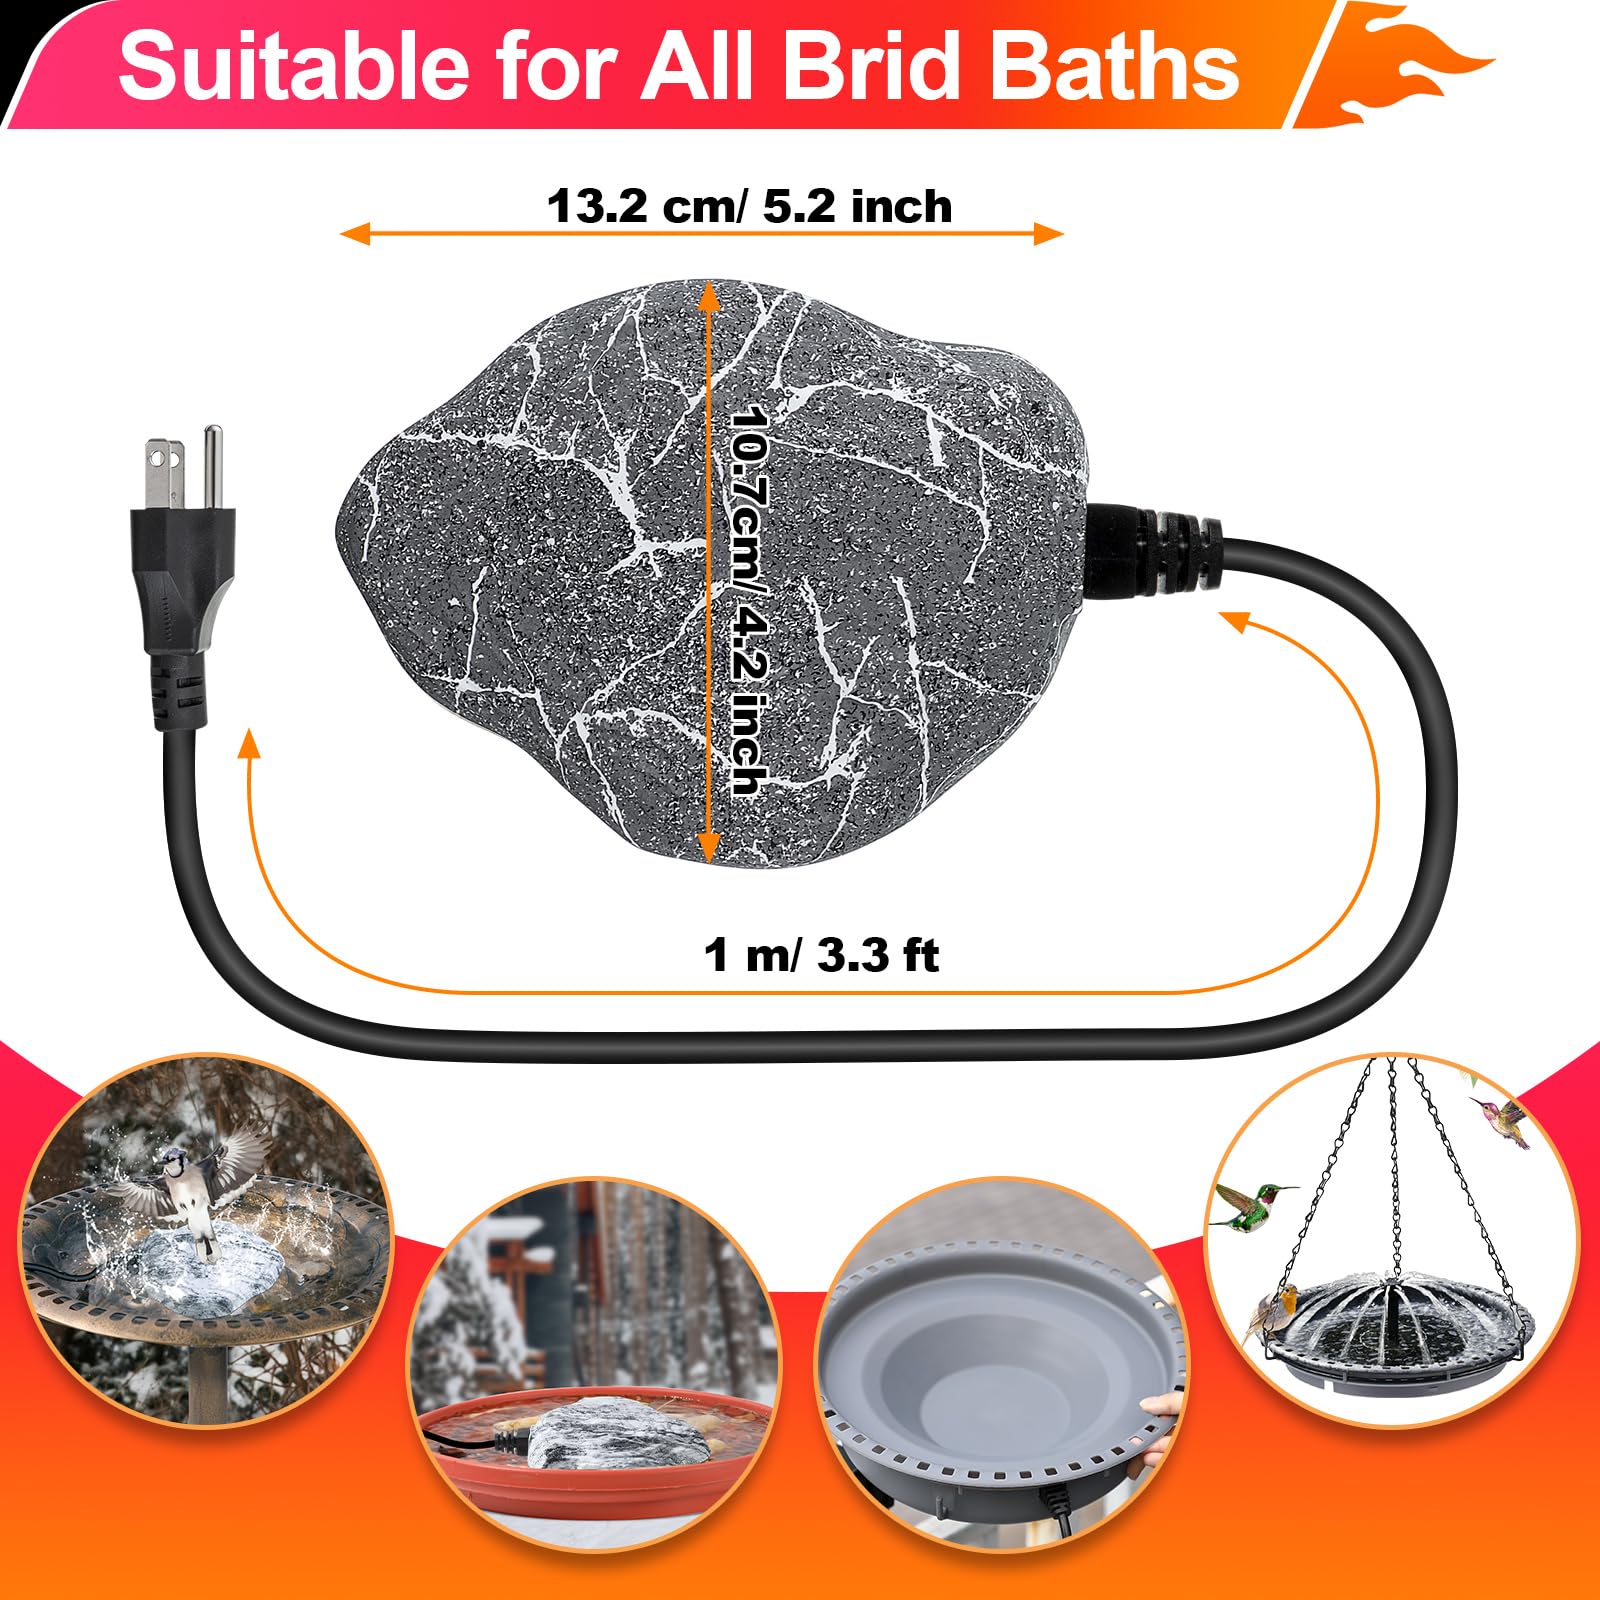 Suitable for All Brid Baths
13.2 cm/ 5.2 inch
10.7cm/ 4.2 inch
1 m/ 3.3 ft